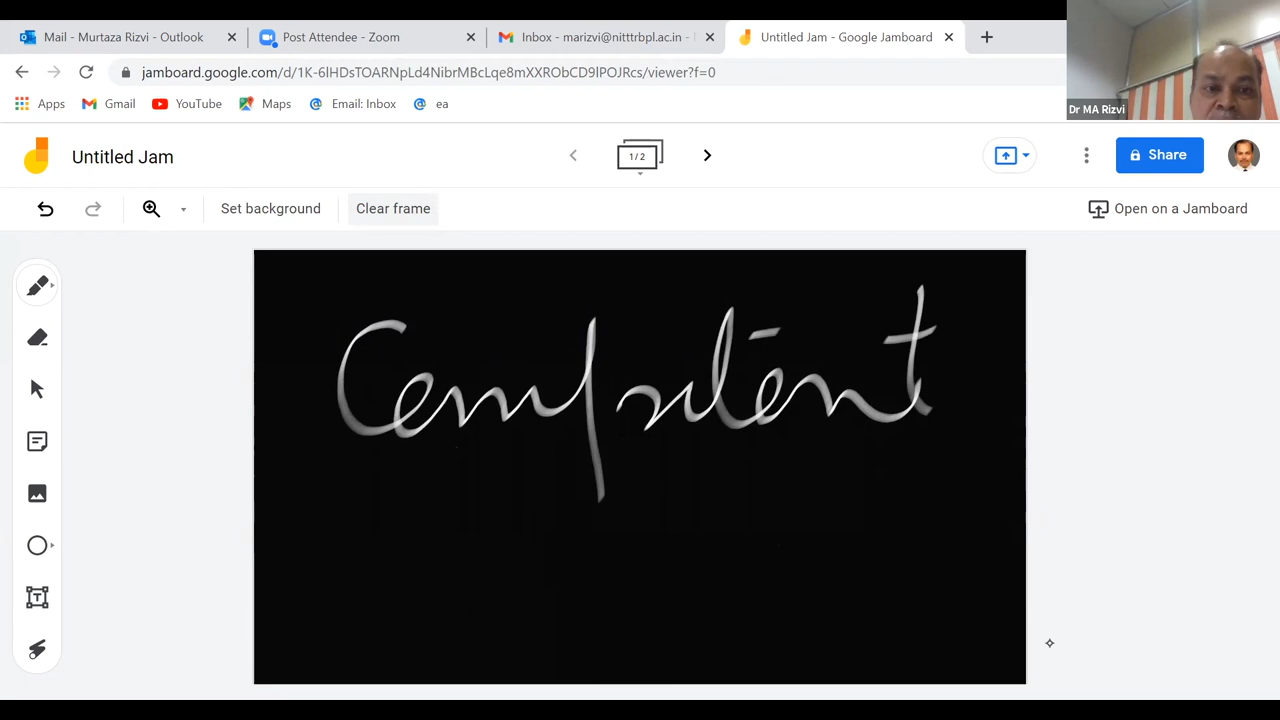 Mail - Murtaza Rizvi - Outlook
Post Attendee - Zoom
Inbox - marizvi@nitttrbpl.ac.in -
Untitled Jam - Google Jamboard
jamboard.google.com/d/1K-6lHDsTOARNpLd4NibrMBcLqe8mXXRObCD9lPOJRcs/viewer?f=0
Dr MA Rizvi
Apps
Gmail
YouTube
Maps
Email: Inbox
ea
Untitled Jam
1/2
Share
Set background
Clear frame
Open on a Jamboard
T
Competent